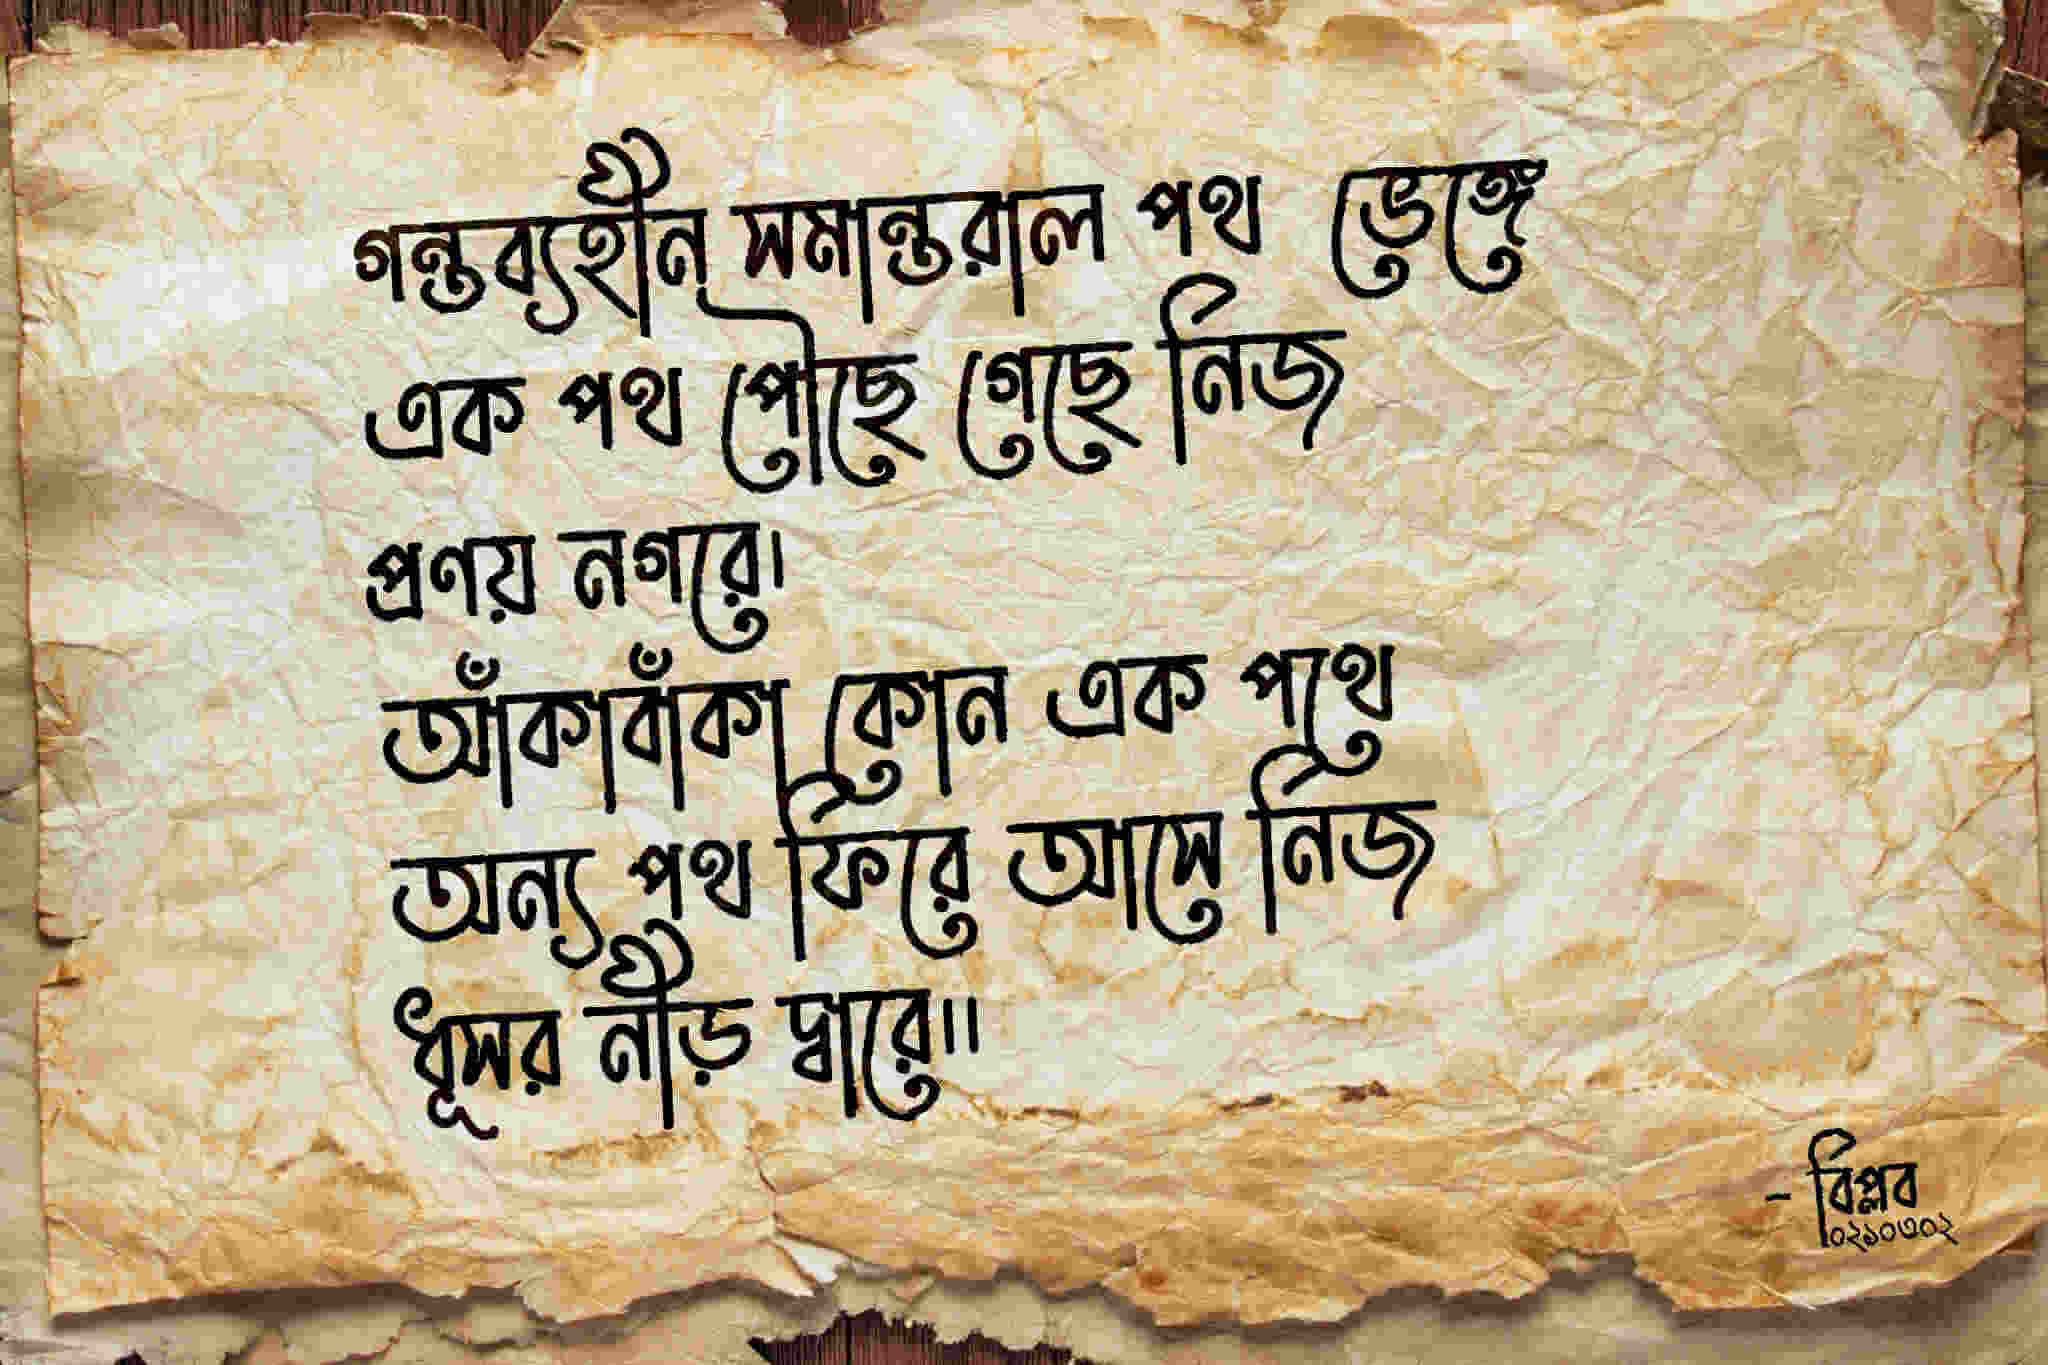 গন্তব্যহীন সমান্তরাল পথ ভেঙ্গে
এক পথ পৌছে গেছে নিজ
প্রণয় নগরে।
আঁকাবাঁকা কোন এক পথে
অন্য পথ ফিরে আসে নিজ
ধূসর নীড় দ্বারে।।
- বিপ্লব
০২১০৩০২